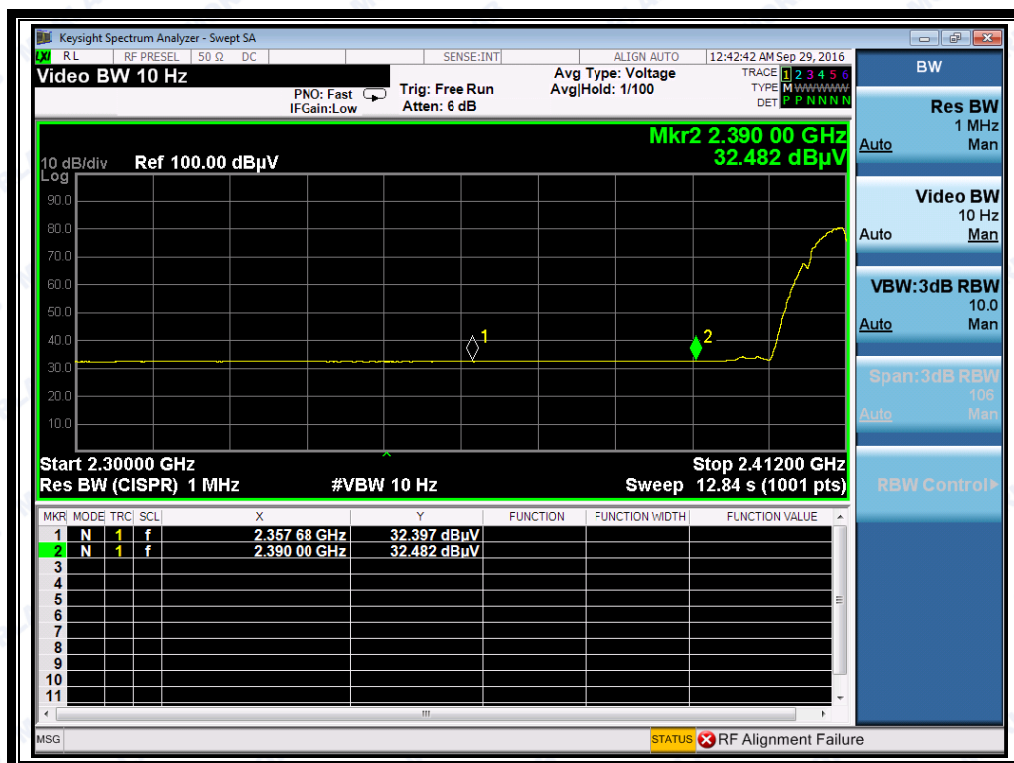 Keysight Spectrum Analyzer - Swept SA
LXI RL RF PRESEL 50 Ω DC SENSE:INT ALIGN AUTO 12:42:42 AM Sep 29, 2016
Video BW 10 Hz
PNO: Fast
IFGain:Low
Trig: Free Run
Atten: 6 dB
Avg Type: Voltage
Avg|Hold: 1/100
TRACE 1 2 3 4 5 6
TYPE M W W W W W
DET P P N N N N
Mkr2 2.390 00 GHz
32.482 dBµV
10 dB/div Ref 100.00 dBµV
Log
90.0
80.0
70.0
60.0
50.0
40.0
30.0
20.0
10.0
1
2
Start 2.30000 GHz Stop 2.41200 GHz
Res BW (CISPR) 1 MHz #VBW 10 Hz Sweep 12.84 s (1001 pts)
MKR MODE TRC SCL X Y FUNCTION FUNCTION WIDTH FUNCTION VALUE
1 N 1 f 2.357 68 GHz 32.397 dBµV
2 N 1 f 2.390 00 GHz 32.482 dBµV
3
4
5
6
7
8
9
10
11
MSG STATUS RF Alignment Failure
BW
Res BW
1 MHz
Auto Man
Video BW
10 Hz
Auto Man
VBW:3dB RBW
10.0
Auto Man
Span:3dB RBW
106
Auto Man
RBW Control